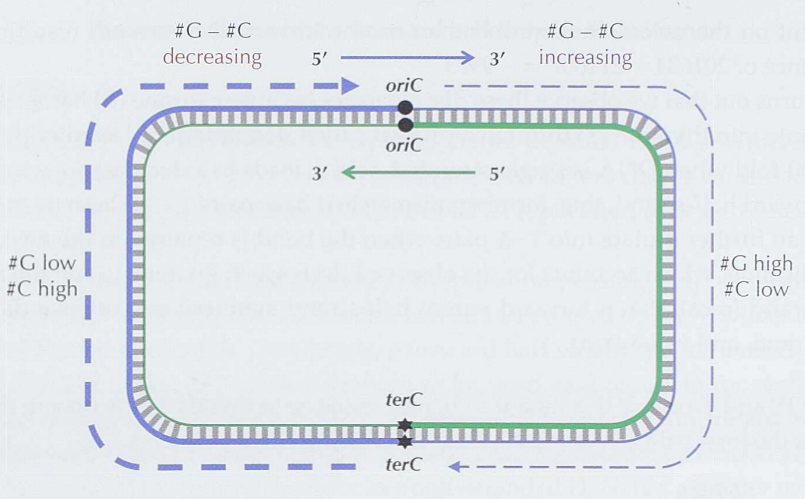 #G – #C
decreasing
5′ 3′
#G – #C
increasing
oriC
oriC
3′ 5′
#G low
#C high
#G high
#C low
terC
terC